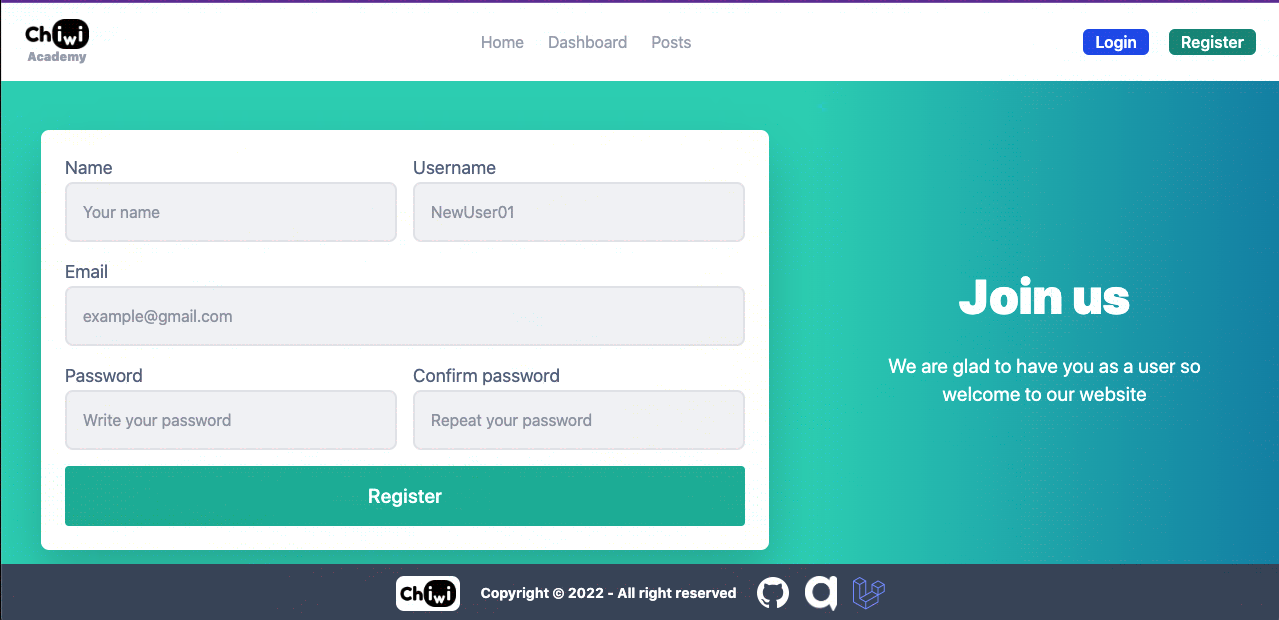 Chiwi
Academy
Home Dashboard Posts
Login Register
Name Username
Your name NewUser01
Email
example@gmail.com
Password Confirm password
Write your password Repeat your password
Register
Join us
We are glad to have you as a user so
welcome to our website
Chiwi Copyright © 2022 - All right reserved